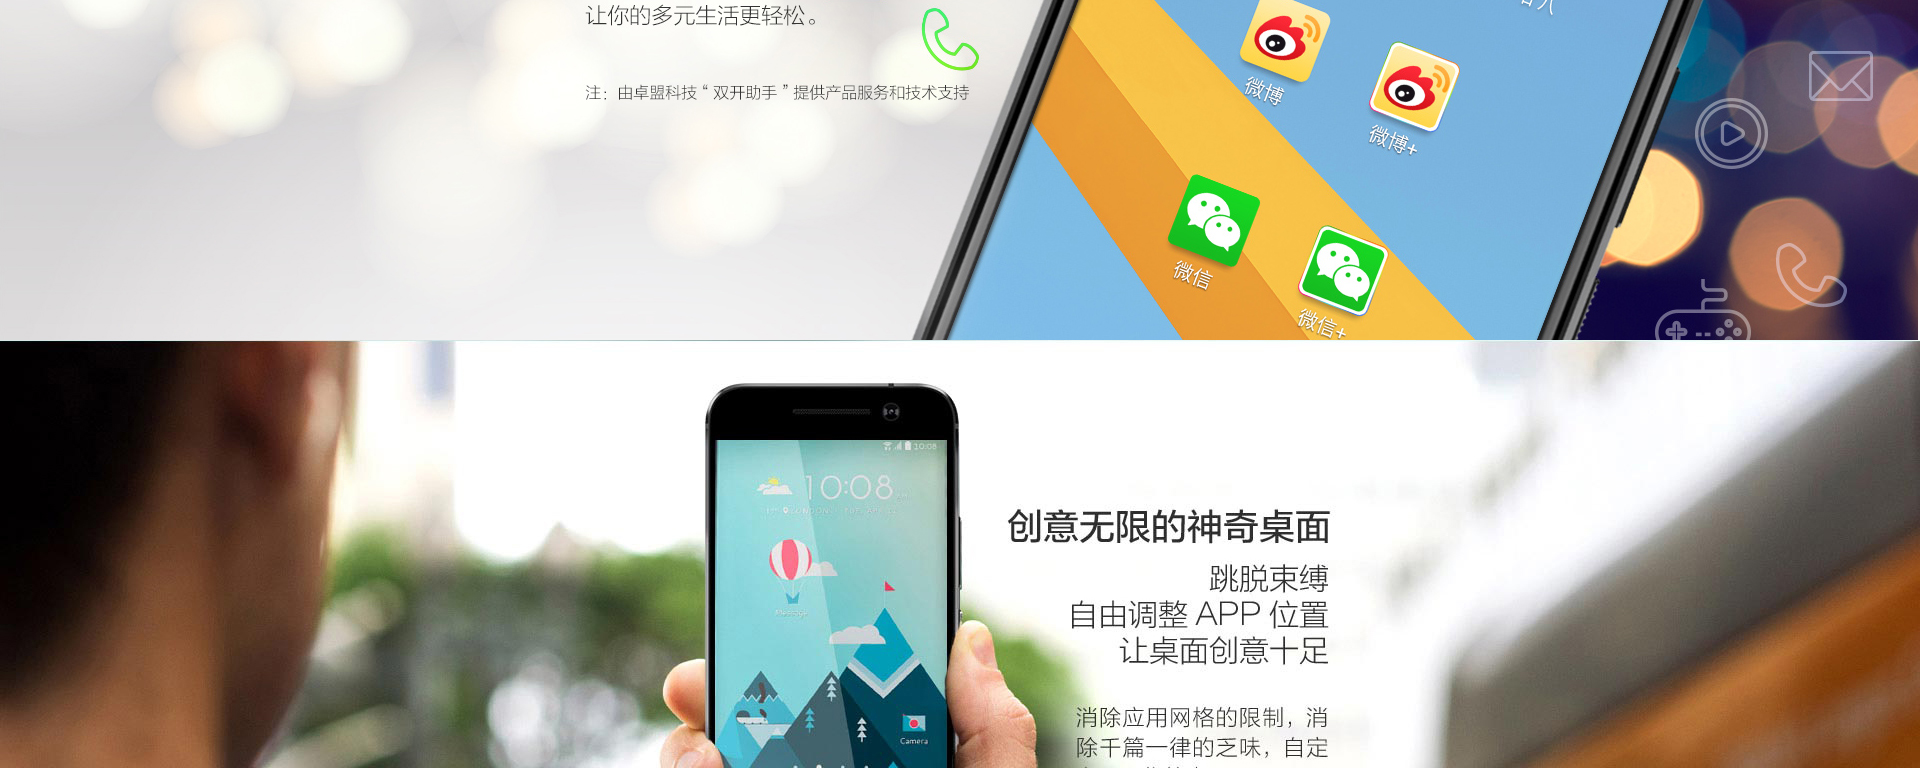 让你的多元生活更轻松。
注：由卓盟科技“双开助手”提供产品服务和技术支持
微博
微博+
微信
微信+
10:08
10:08
LONDON
Message
Camera
创意无限的神奇桌面
跳脱束缚
自由调整 APP 位置
让桌面创意十足
消除应用网格的限制，消
除千篇一律的乏味，自定